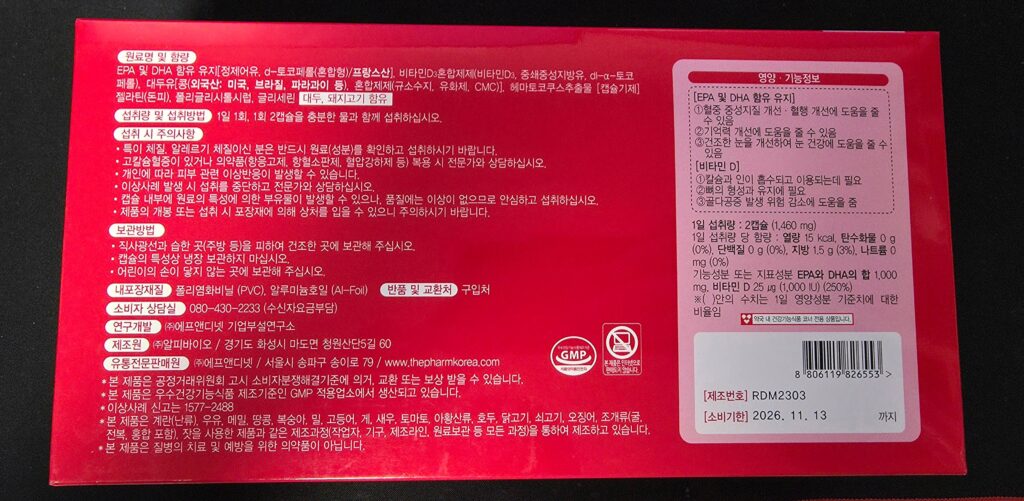 원료명 및 함량
EPA 및 DHA 함유 유지[정제어유, d-토코페롤(혼합형)/프랑스산], 비타민D₃혼합제제(비타민D₃, 중쇄중성지방유, dl-α-토코
페롤), 대두유(콩(외국산: 미국, 브라질, 파라과이 등), 혼합제제(규소수지, 유화제, CMC)], 헤마토코쿠스추출물 [캡슐기제]
젤라틴(돈피), 폴리글리시톨시럽, 글리세린 대두, 돼지고기 함유
섭취량 및 섭취방법 1일 1회, 1회 2캡슐을 충분한 물과 함께 섭취하십시오.
섭취 시 주의사항
• 특이 체질, 알레르기 체질이신 분은 반드시 원료(성분)를 확인하고 섭취하시기 바랍니다.
• 고칼슘혈증이 있거나 의약품(항응고제, 항혈소판제, 혈압강하제 등) 복용 시 전문가와 상담하십시오.
• 개인에 따라 피부 관련 이상반응이 발생할 수 있습니다.
• 이상사례 발생 시 섭취를 중단하고 전문가와 상담하십시오.
• 캡슐 내부에 원료의 특성에 의한 부유물이 발생할 수 있으나, 품질에는 이상이 없으므로 안심하고 섭취하십시오.
• 제품의 개봉 또는 섭취 시 포장재에 의해 상처를 입을 수 있으니 주의하시기 바랍니다.
보관방법
• 직사광선과 습한 곳(주방 등)을 피하여 건조한 곳에 보관해 주십시오.
• 캡슐의 특성상 냉장 보관하지 마십시오.
• 어린이의 손이 닿지 않는 곳에 보관해 주십시오.
내포장재질 폴리염화비닐 (PVC), 알루미늄호일 (Al-Foil) 반품 및 교환처 구입처
소비자 상담실 080-430-2233 (수신자요금부담)
연구개발 ㈜에프앤디넷 기업부설연구소
제조원 ㈜알피바이오 / 경기도 화성시 마도면 청원산단5길 60
유통전문판매원 ㈜에프앤디넷 / 서울시 송파구 송이로 79 / www.thepharmkorea.com
* 본 제품은 공정거래위원회 고시 소비자분쟁해결기준에 의거, 교환 또는 보상 받을 수 있습니다.
* 본 제품은 우수건강기능식품 제조기준인 GMP 적용업소에서 생산되고 있습니다.
* 이상사례 신고는 1577-2488
* 본 제품은 계란(난류), 우유, 메밀, 땅콩, 복숭아, 밀, 고등어, 게, 새우, 토마토, 아황산류, 호두, 닭고기, 쇠고기, 오징어, 조개류(굴,
전복, 홍합 포함), 잣을 사용한 제품과 같은 제조과정(작업자, 기구, 제조라인, 원료보관 등 모든 과정)을 통하여 제조하고 있습니다.
* 본 제품은 질병의 치료 및 예방을 위한 의약품이 아닙니다.
GMP
본 제품은 인터넷으로
판매되지 않습니다.
영양 · 기능정보
[EPA 및 DHA 함유 유지]
①혈중 중성지질 개선 · 혈행 개선에 도움을 줄
수 있음
②기억력 개선에 도움을 줄 수 있음
③건조한 눈을 개선하여 눈 건강에 도움을 줄 수
있음
[비타민 D]
①칼슘과 인이 흡수되고 이용되는데 필요
②뼈의 형성과 유지에 필요
③골다공증 발생 위험 감소에 도움을 줌
1일 섭취량 : 2캡슐 (1,460 mg)
1일 섭취량 당 함량 : 열량 15 kcal, 탄수화물 0 g
(0%), 단백질 0 g (0%), 지방 1.5 g (3%), 나트륨 0
mg (0%)
기능성분 또는 지표성분 EPA와 DHA의 합 1,000
mg, 비타민 D 25 μg (1,000 IU) (250%)
※( )안의 수치는 1일 영양성분 기준치에 대한
비율임
약국 내 건강기능식품 코너 전용 상품입니다.
8 806119 826553 >
[제조번호] RDM2303
[소비기한] 2026. 11. 13 까지